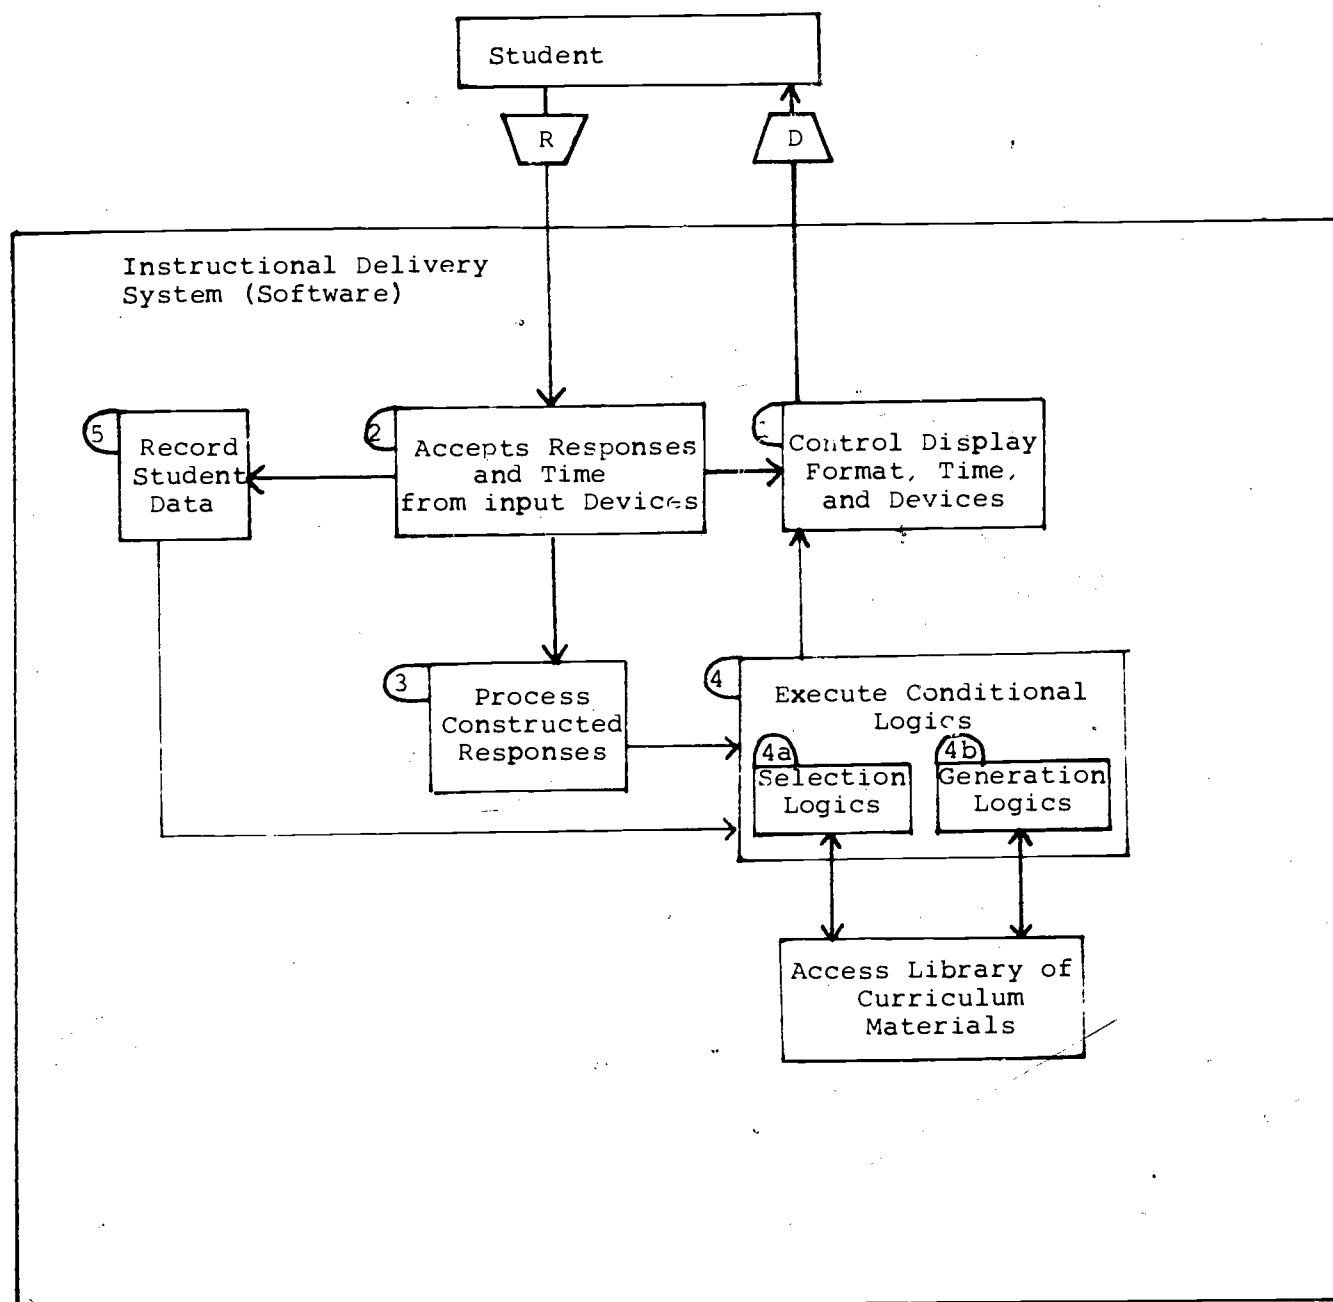 Student
R
D
Instructional Delivery
System (Software)
5
Record
Student
Data
2
Accepts Responses
and Time
from input Devices
Control Display
Format, Time,
and Devices
3
Process
Constructed
Responses
4
Execute Conditional
Logics
4a
Selection
Logics
4b
Generation
Logics
Access Library of
Curriculum
Materials